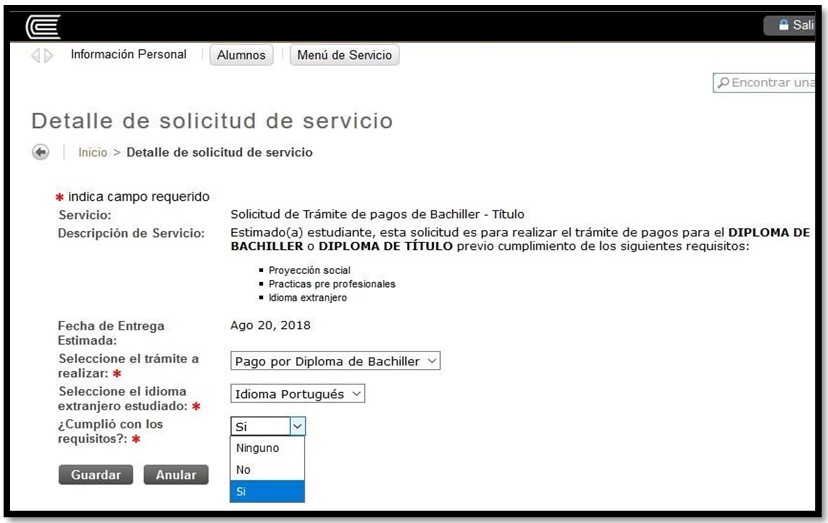 Sali
Información Personal Alumnos Menú de Servicio
Encontrar una
Detalle de solicitud de servicio
Inicio > Detalle de solicitud de servicio
* indica campo requerido
Servicio: Solicitud de Trámite de pagos de Bachiller - Título
Descripción de Servicio: Estimado(a) estudiante, esta solicitud es para realizar el trámite de pagos para el DIPLOMA DE
BACHILLER o DIPLOMA DE TÍTULO previo cumplimiento de los siguientes requisitos:
▪ Proyección social
▪ Practicas pre profesionales
▪ Idioma extranjero
Fecha de Entrega Ago 20, 2018
Estimada:
Seleccione el trámite a Pago por Diploma de Bachiller
realizar: *
Seleccione el idioma Idioma Portugués
extranjero estudiado: *
¿Cumplió con los Si
requisitos?: *
Ninguno
No
Si
Guardar Anular